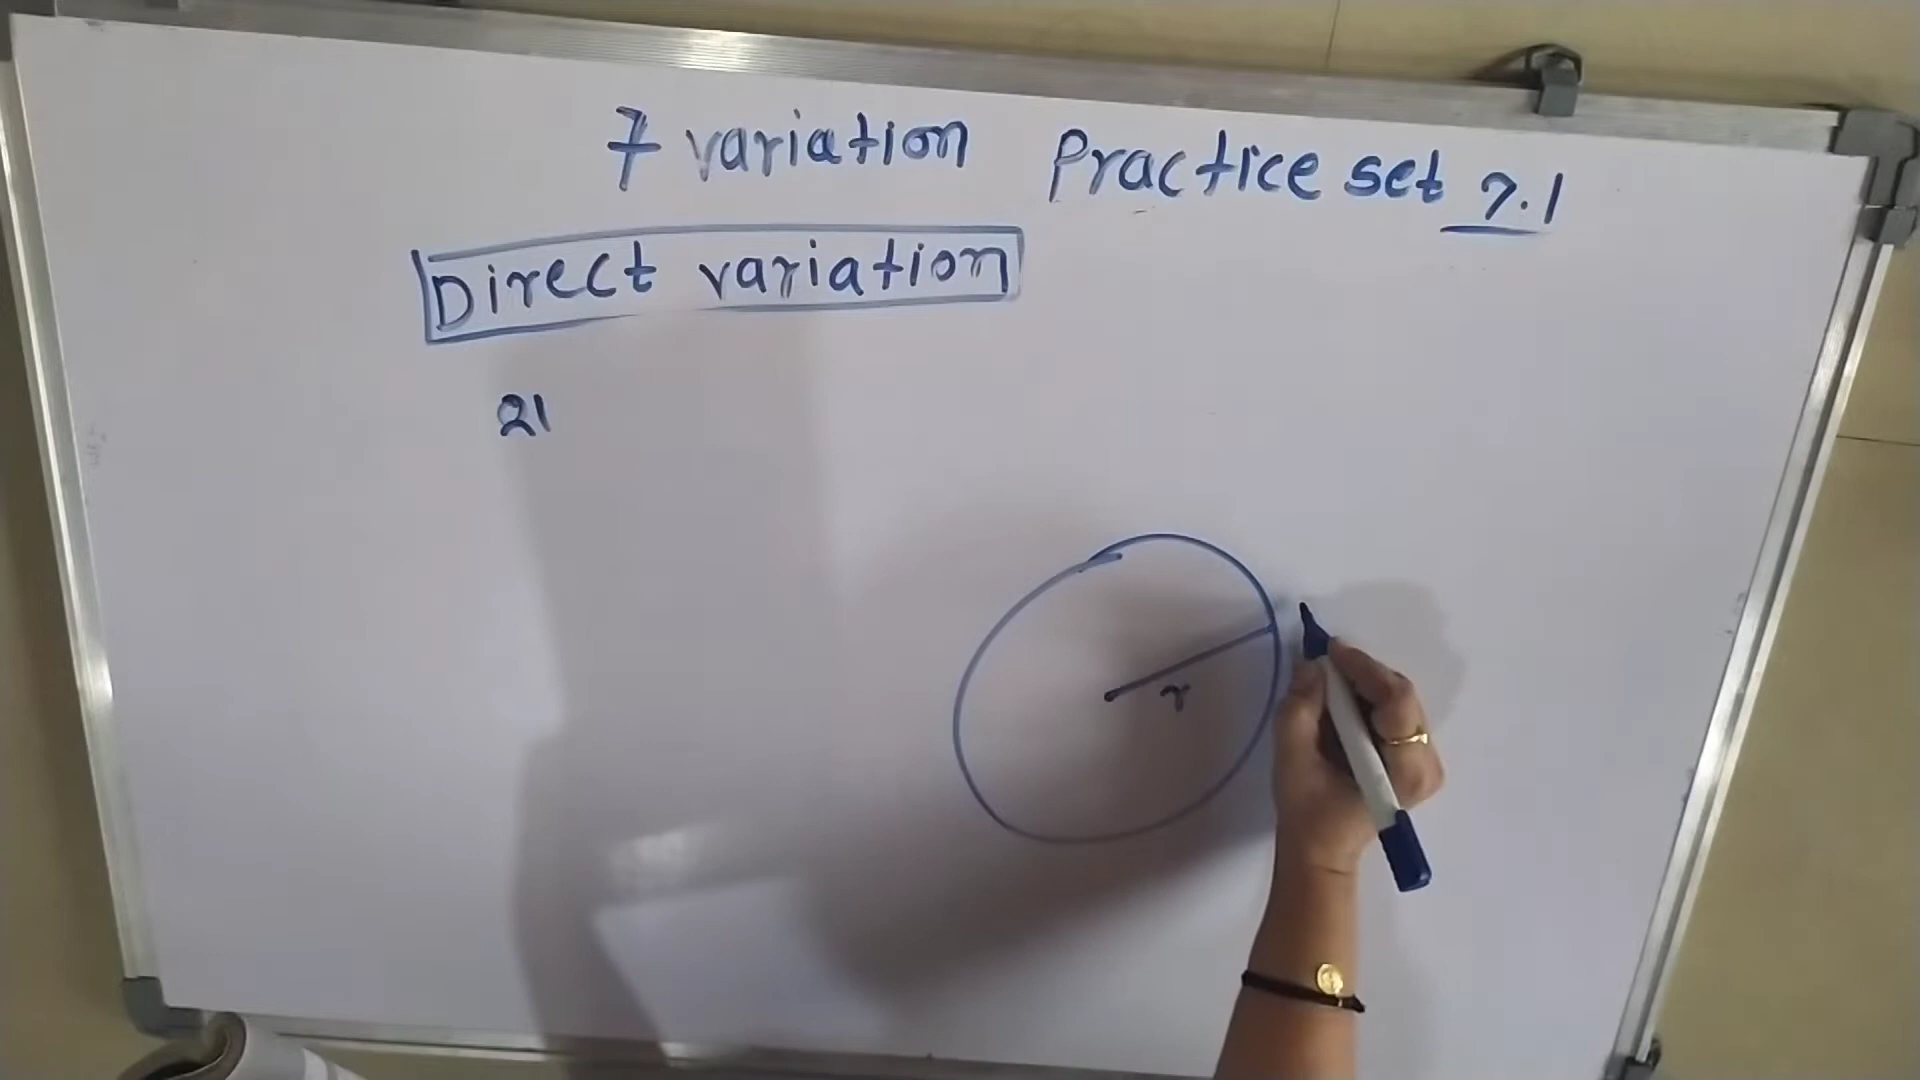 7 variation Practice set 7.1
Direct variation
21
r